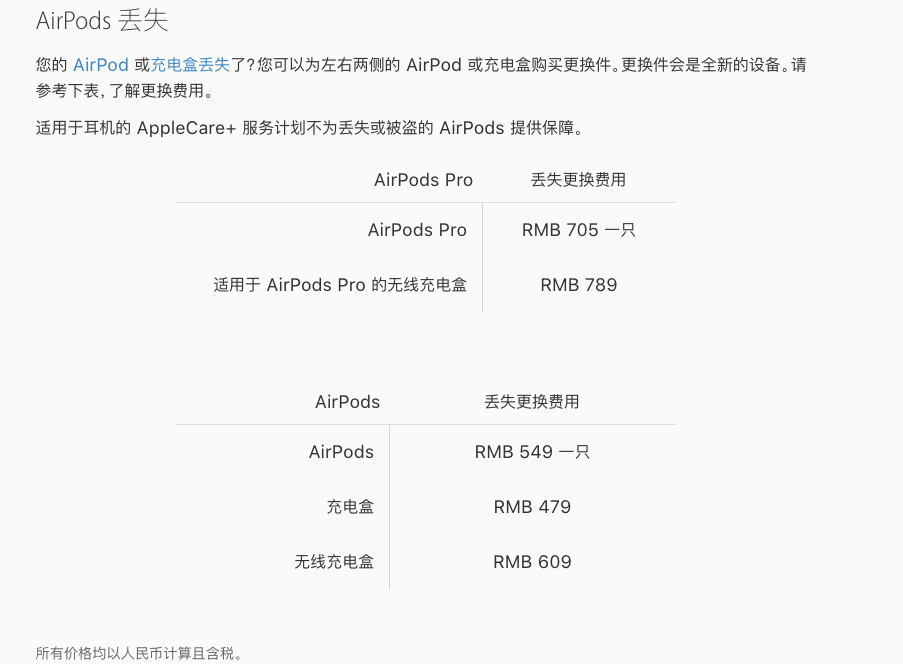 AirPods 丢失
您的 AirPod 或充电盒丢失了？您可以为左右两侧的 AirPod 或充电盒购买更换件。更换件会是全新的设备。请
参考下表，了解更换费用。
适用于耳机的 AppleCare+ 服务计划不为丢失或被盗的 AirPods 提供保障。
AirPods Pro 丢失更换费用
AirPods Pro RMB 705 一只
适用于 AirPods Pro 的无线充电盒 RMB 789
AirPods 丢失更换费用
AirPods RMB 549 一只
充电盒 RMB 479
无线充电盒 RMB 609
所有价格均以人民币计算且含税。